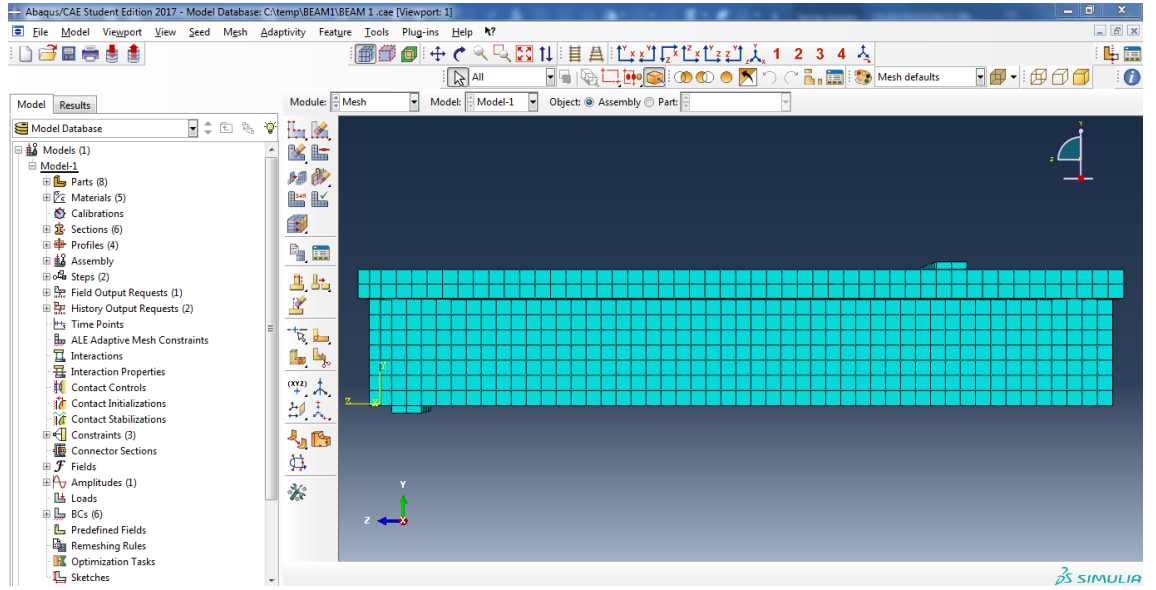 Abaqus/CAE Student Edition 2017 - Model Database: C:\temp\BEAM1\BEAM 1 .cae [Viewport: 1]
File Model Viewport View Seed Mesh Adaptivity Feature Tools Plug-ins Help
1 2 3 4
All Mesh defaults
Model Results
Module: Mesh Model: Model-1 Object: Assembly Part:
Model Database
Models (1)
Model-1
Parts (8)
Materials (5)
Calibrations
Sections (6)
Profiles (4)
Assembly
Steps (2)
Field Output Requests (1)
History Output Requests (2)
Time Points
ALE Adaptive Mesh Constraints
Interactions
Interaction Properties
Contact Controls
Contact Initializations
Contact Stabilizations
Constraints (3)
Connector Sections
Fields
Amplitudes (1)
Loads
BCs (6)
Predefined Fields
Remeshing Rules
Optimization Tasks
Sketches
(XYZ)
Y
Z
Y
Z
X
Y
Z
X
SIMULIA